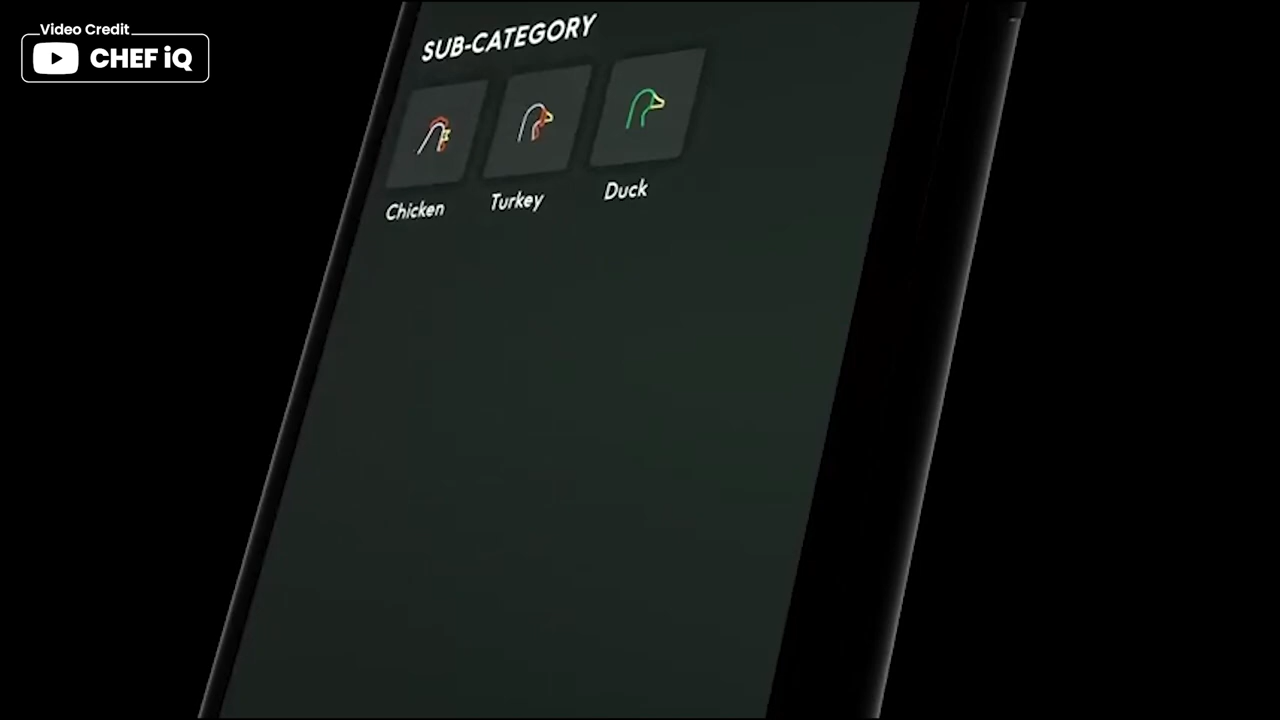 Video Credit
CHEF iQ
SUB-CATEGORY
Chicken
Turkey
Duck